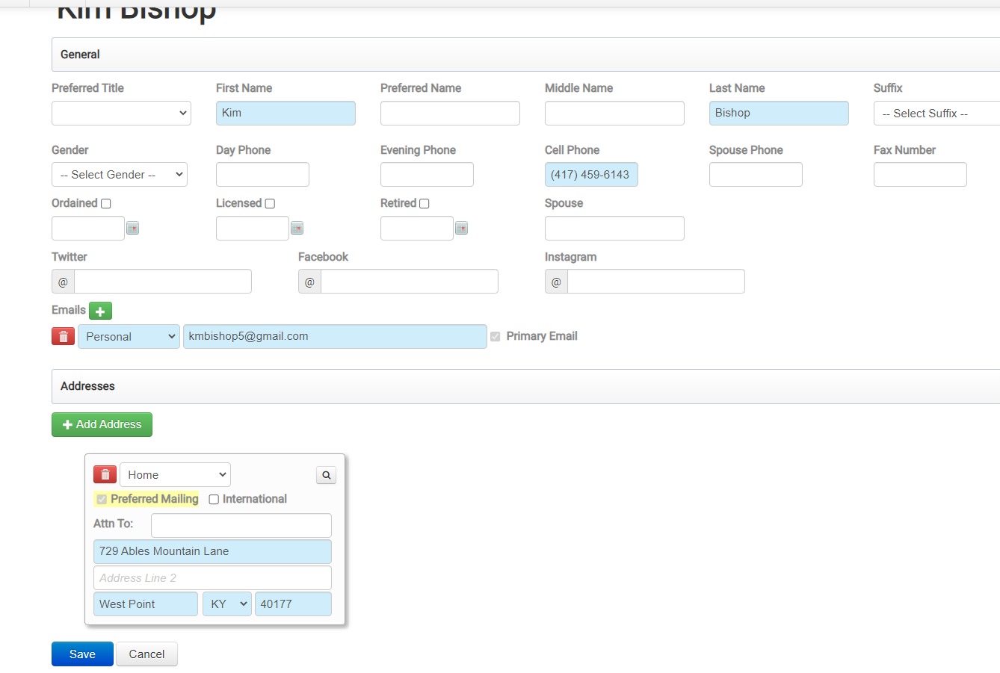 Kim Bishop
General
Preferred Title First Name Preferred Name Middle Name Last Name Suffix
Kim Bishop -- Select Suffix --
Gender Day Phone Evening Phone Cell Phone Spouse Phone Fax Number
-- Select Gender -- (417) 459-6143
Ordained Licensed Retired Spouse
Twitter Facebook Instagram
@ @ @
Emails
Personal kmbishop5@gmail.com Primary Email
Addresses
Add Address
Home
Preferred Mailing International
Attn To:
729 Ables Mountain Lane
Address Line 2
West Point KY 40177
Save Cancel